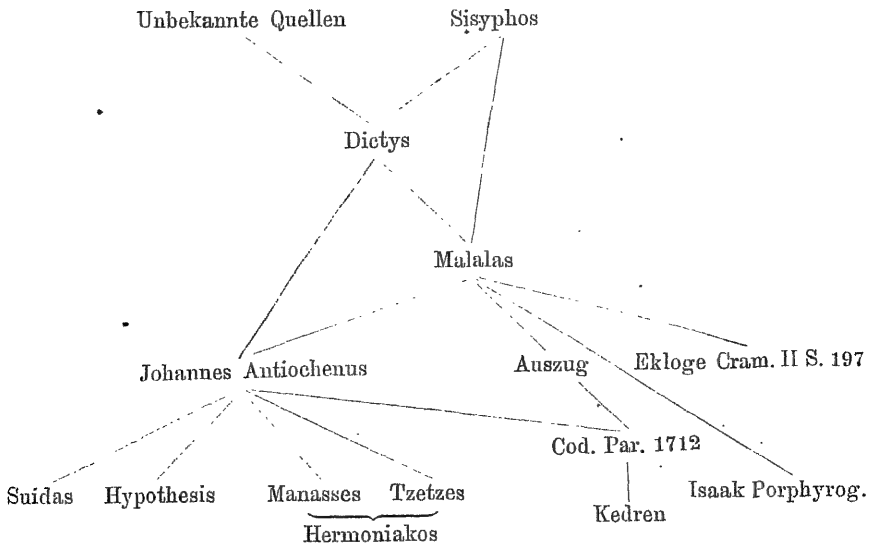 Unbekannte Quellen Sisyphos
Dictys
Malalas
Johannes Antiochenus Auszug Ekloge Cram. II S. 197
Cod. Par. 1712
Suidas Hypothesis Manasses Tzetzes Isaak Porphyrog.
Hermoniakos Kedren